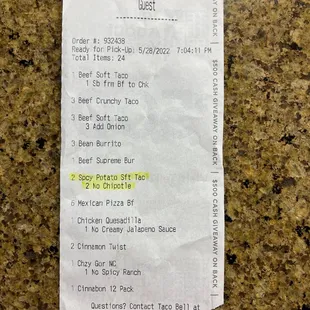 Guest
Order #: 932438
Ready for Pick-Up: 5/28/2022 7:04:11 PM
Total Items: 24
1 Beef Soft Taco
1 Sb frm Bf to Chk
3 Beef Crunchy Taco
3 Beef Soft Taco
3 Add Onion
3 Bean Burrito
1 Beef Supreme Bur
2 Spcy Potato Sft Tac
2 No Chipotle
6 Mexican Pizza Bf
1 Chicken Quesadilla
1 No Creamy Jalapeno Sauce
2 Cinnamon Twist
1 Chzy Gor NC
1 No Spicy Ranch
1 Cinnabon 12 Pack
Questions? Contact Taco Bell at
GIVEAWAY ON BACK
$500 CASH GIVEAWAY ON BACK
$500 CASH GIVEAWAY ON BACK
$500 CASH